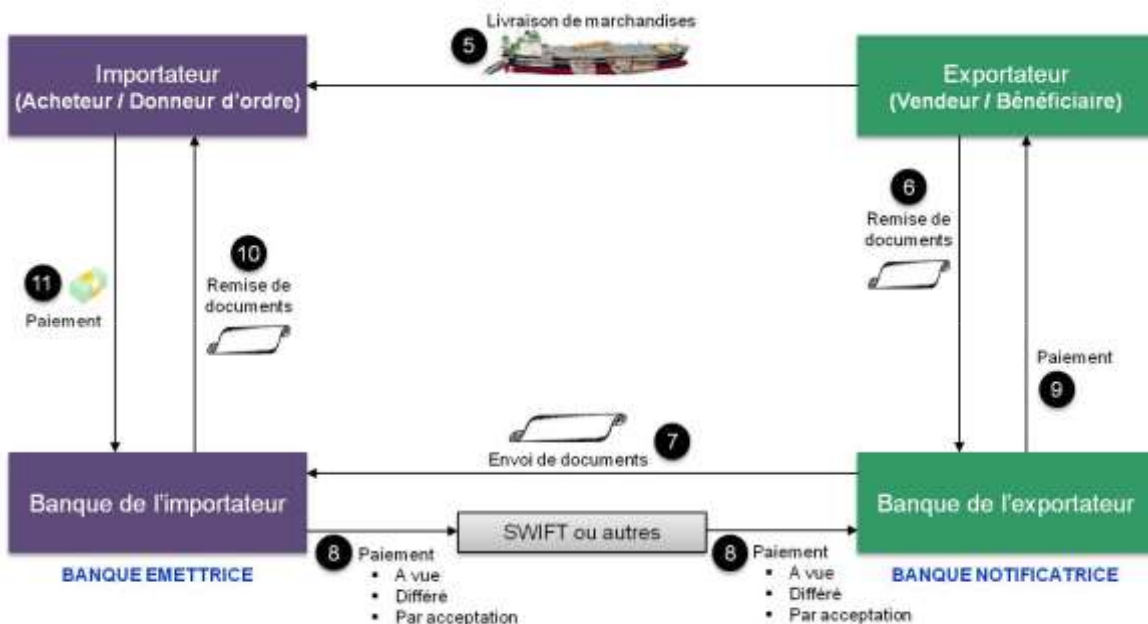 Livraison de marchandises
5
Importateur
(Acheteur / Donneur d'ordre)
Exportateur
(Vendeur / Bénéficiaire)
6
Remise de
documents
10
Remise de
documents
11
Paiement
Paiement
9
7
Envoi de documents
Banque de l'importateur
Banque de l'exportateur
SWIFT ou autres
8
Paiement
▪ A vue
▪ Différé
▪ Par acceptation
8
Paiement
▪ A vue
▪ Différé
▪ Par acceptation
BANQUE EMETTRICE
BANQUE NOTIFICATRICE